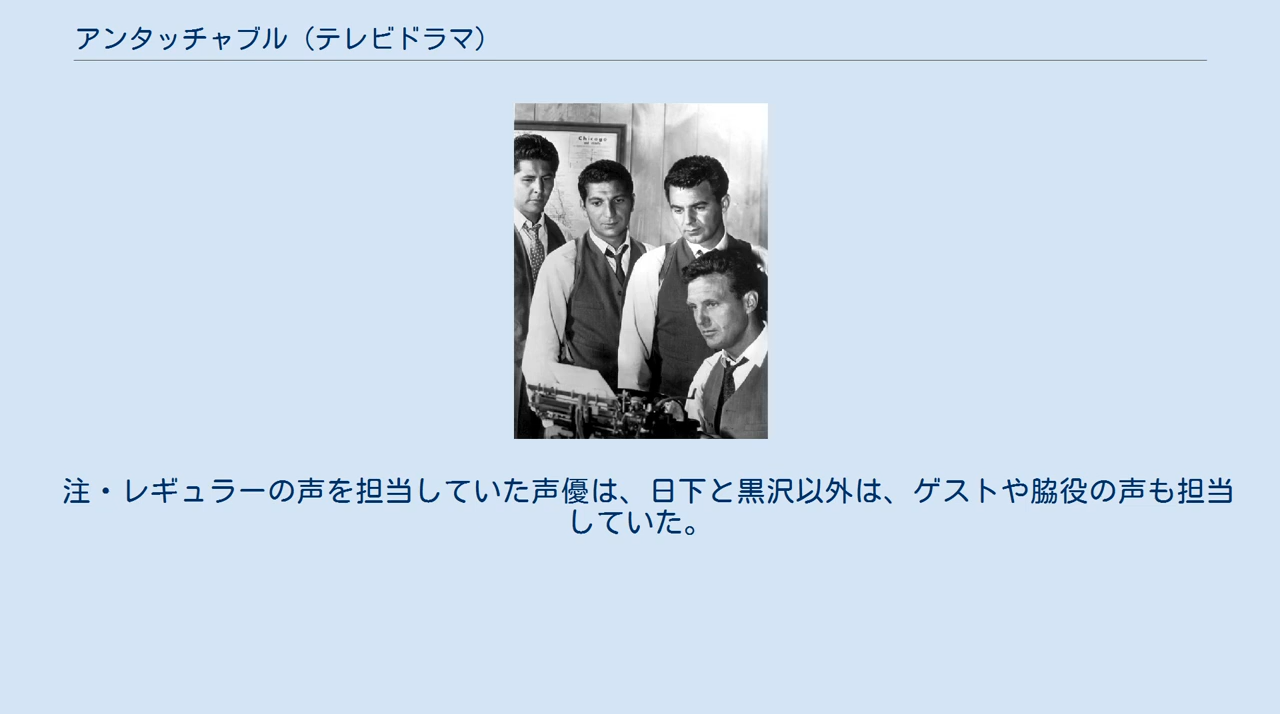 アンタッチャブル（テレビドラマ）
Chicago
注・レギュラーの声を担当していた声優は、日下と黒沢以外は、ゲストや脇役の声も担当
していた。